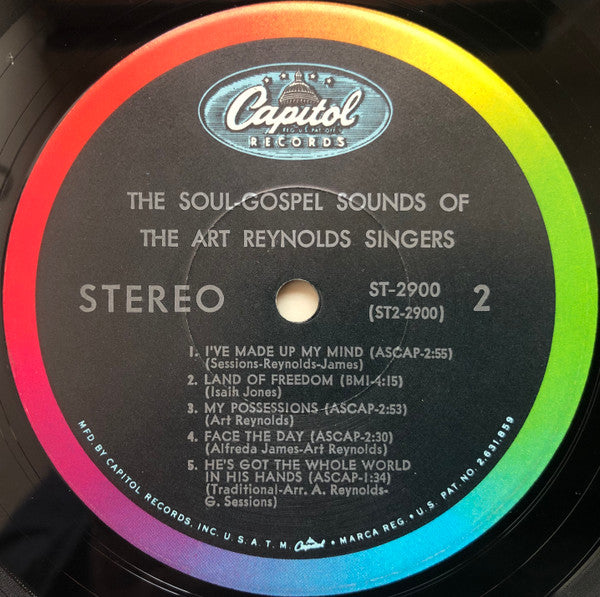 Capitol
REG. U.S. PAT. OFF.
RECORDS
THE SOUL-GOSPEL SOUNDS OF
THE ART REYNOLDS SINGERS
STEREO
ST-2900
(ST2-2900)
2
1. I'VE MADE UP MY MIND (ASCAP-2:55)
(Sessions-Reynolds-James)
2. LAND OF FREEDOM (BMI-4:15)
(Isaih Jones)
3. MY POSSESSIONS (ASCAP-2:53)
(Art Reynolds)
4. FACE THE DAY (ASCAP-2:30)
(Alfreda James-Art Reynolds)
5. HE'S GOT THE WHOLE WORLD
IN HIS HANDS (ASCAP-1:34)
(Traditional-Arr. A. Reynolds-
G. Sessions)
MFD. BY CAPITOL RECORDS, INC. U.S.A. T.M. Capitol • MARCA REG. • U.S. PAT. NO. 2,631,859